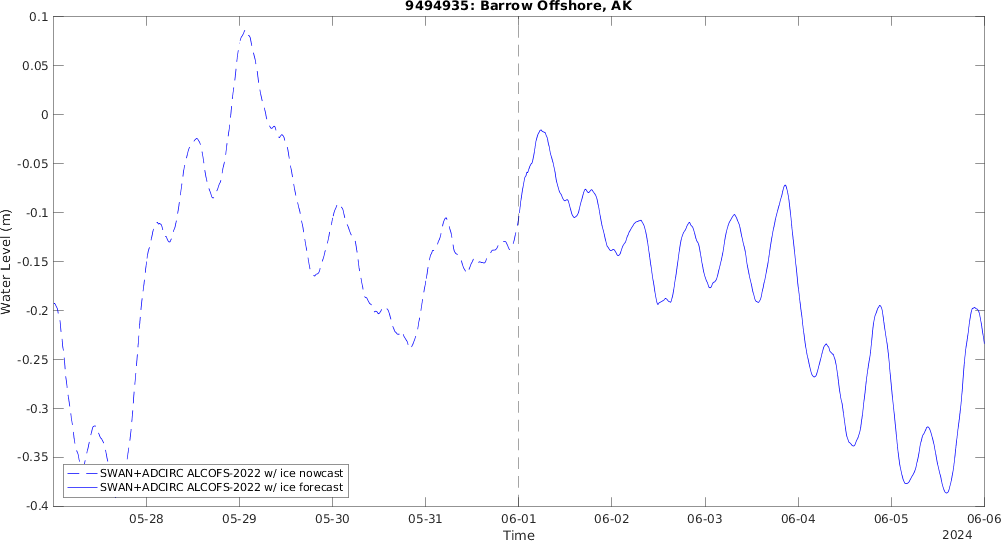 9494935: Barrow Offshore, AK
0.1
0.05
0
-0.05
-0.1
-0.15
-0.2
-0.25
-0.3
-0.35
-0.4
Water Level (m)
SWAN+ADCIRC ALCOFS-2022 w/ ice nowcast
SWAN+ADCIRC ALCOFS-2022 w/ ice forecast
05-28 05-29 05-30 05-31 06-01 06-02 06-03 06-04 06-05 06-06
Time
2024